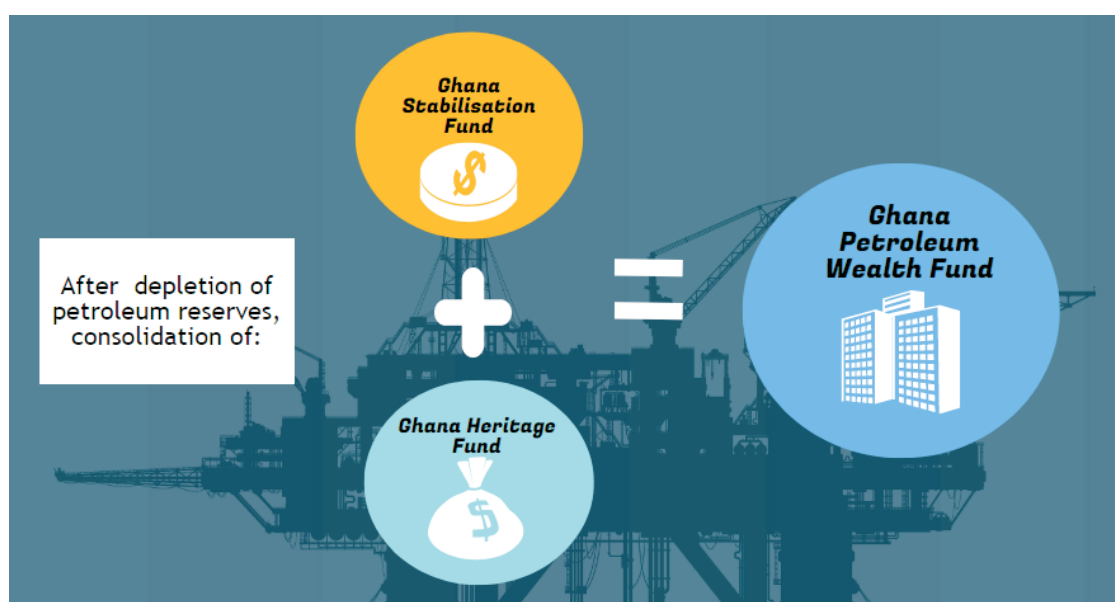 After depletion of
petroleum reserves,
consolidation of:
Ghana
Stabilisation
Fund
$
+
Ghana Heritage
Fund
$
=
Ghana
Petroleum
Wealth Fund